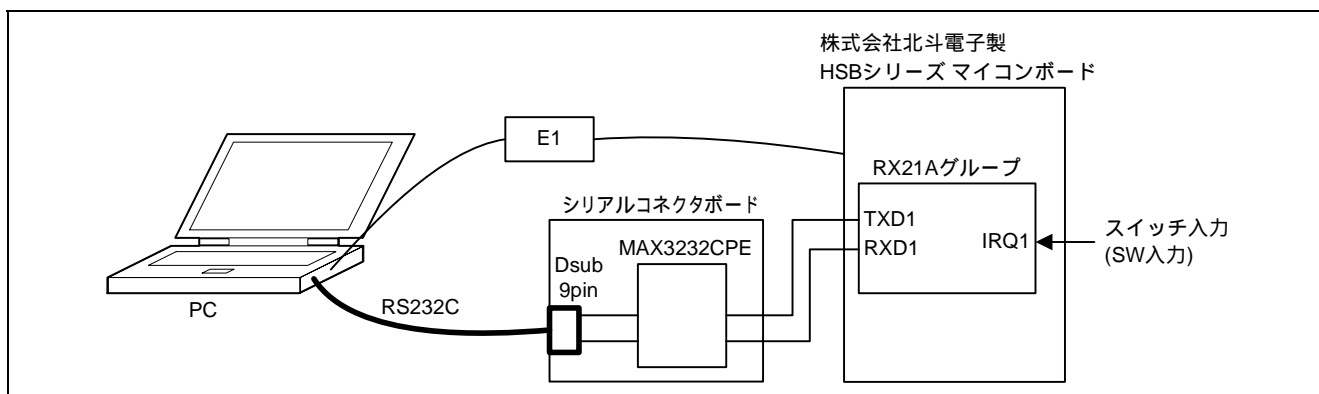 株式会社北斗電子製
HSBシリーズ マイコンボード
E1
RX21Aグループ
シリアルコネクタボード
TXD1
RXD1
IRQ1
スイッチ入力
(SW入力)
MAX3232CPE
Dsub
9pin
PC
RS232C